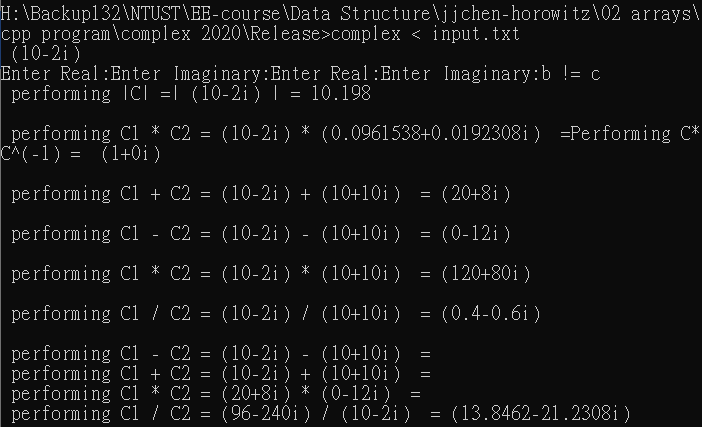 H:\Backup132\NTUST\EE-course\Data Structure\jjchen-horowitz\02 arrays\
cpp program\complex 2020\Release>complex < input.txt
(10-2i)
Enter Real:Enter Imaginary:Enter Real:Enter Imaginary:b != c
performing |C| =| (10-2i) | = 10.198
performing C1 * C2 = (10-2i) * (0.0961538+0.0192308i)  =Performing C*
C^(-1) =  (1+0i)
performing C1 + C2 = (10-2i) + (10+10i)  = (20+8i)
performing C1 - C2 = (10-2i) - (10+10i)  = (0-12i)
performing C1 * C2 = (10-2i) * (10+10i)  = (120+80i)
performing C1 / C2 = (10-2i) / (10+10i)  = (0.4-0.6i)
performing C1 - C2 = (10-2i) - (10+10i)  =
performing C1 + C2 = (10-2i) + (10+10i)  =
performing C1 * C2 = (20+8i) * (0-12i)  =
performing C1 / C2 = (96-240i) / (10-2i)  = (13.8462-21.2308i)